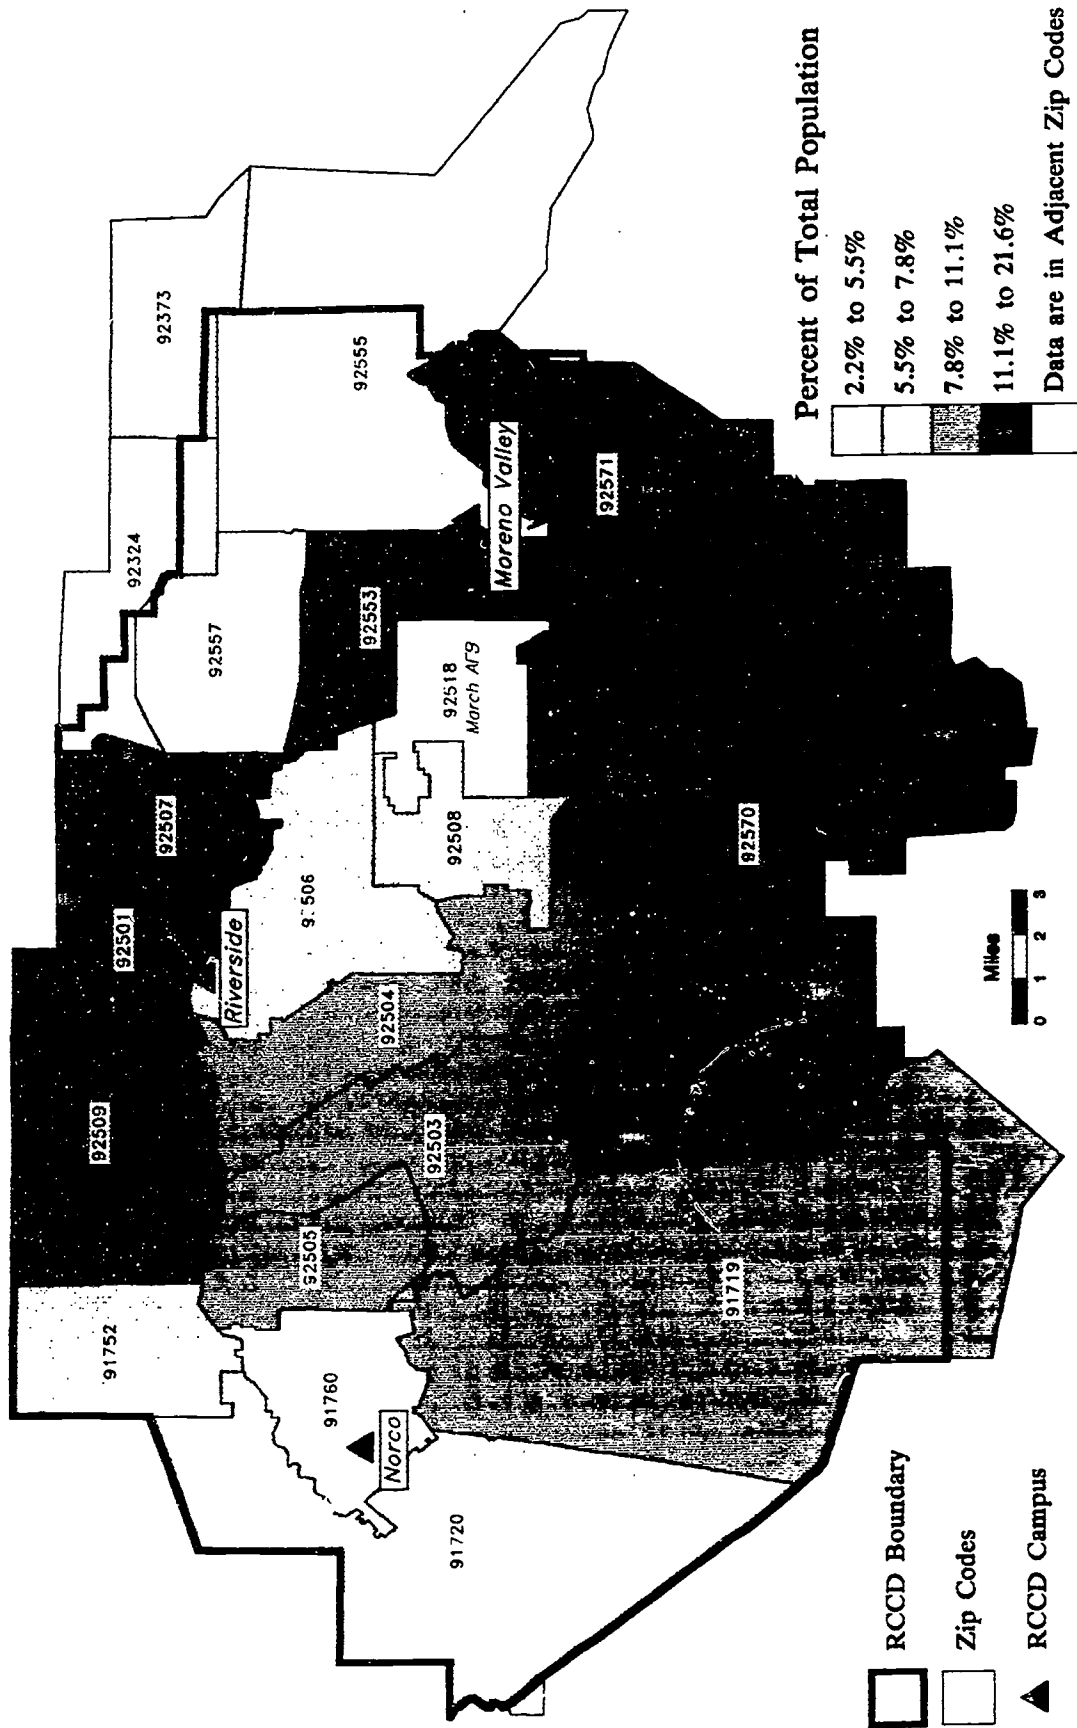 92373
92324
92555
92557
Moreno Valley
92571
92553
92518
March AFB
92507
92508
92570
92501
Riverside
92506
92504
92509
92503
92505
91719
91752
91760
Norco
91720
Miles
0 1 2 3
RCCD Boundary
Zip Codes
RCCD Campus
Percent of Total Population
2.2% to 5.5%
5.5% to 7.8%
7.8% to 11.1%
11.1% to 21.6%
Data are in Adjacent Zip Codes